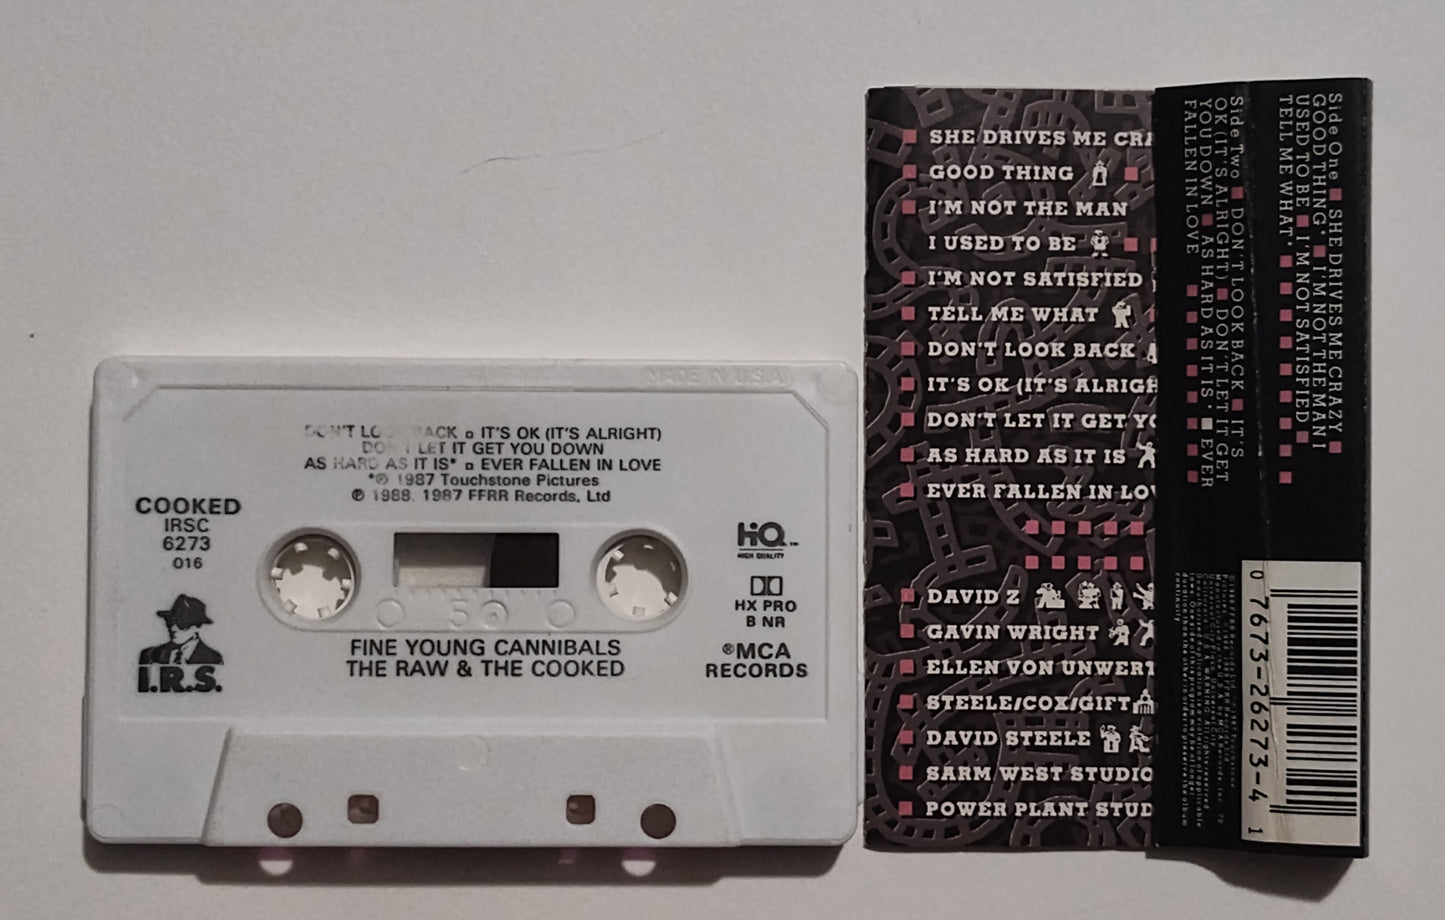 MADE IN U.S.A.
DON'T LOOK BACK ▫ IT'S OK (IT'S ALRIGHT)
DON'T LET IT GET YOU DOWN
AS HARD AS IT IS* ▫ EVER FALLEN IN LOVE
*℗ 1987 Touchstone Pictures
℗ 1988, 1987 FFRR Records, Ltd
COOKED
IRSC
6273
016
I.R.S.
50
FINE YOUNG CANNIBALS
THE RAW & THE COOKED
HQ
HIGH QUALITY
HX PRO
B NR
®MCA
RECORDS
SHE DRIVES ME CRA
GOOD THING
I'M NOT THE MAN
I USED TO BE
I'M NOT SATISFIED
TELL ME WHAT
DON'T LOOK BACK
IT'S OK (IT'S ALRIGH
DON'T LET IT GET YO
AS HARD AS IT IS
EVER FALLEN IN LOV
DAVID Z
GAVIN WRIGHT
ELLEN VON UNWERT
STEELE/COX/GIFT
DAVID STEELE
SARM WEST STUDIO
POWER PLANT STUD
Side One ■ SHE DRIVES ME CRAZY ■
GOOD THING* ■ I'M NOT THE MAN I
USED TO BE ■ I'M NOT SATISFIED ■
TELL ME WHAT*
Side Two ■ DON'T LOOK BACK ■ IT'S
OK (IT'S ALRIGHT) ■ DON'T LET IT GET
YOU DOWN ■ AS HARD AS IT IS* ■ EVER
FALLEN IN LOVE
0 7673-26273-4 1